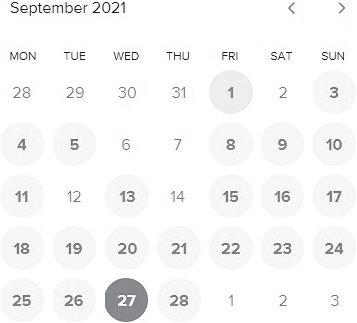 September 2021
MON TUE WED THU FRI SAT SUN
28 29 30 31 1 2 3
4 5 6 7 8 9 10
11 12 13 14 15 16 17
18 19 20 21 22 23 24
25 26 27 28 1 2 3